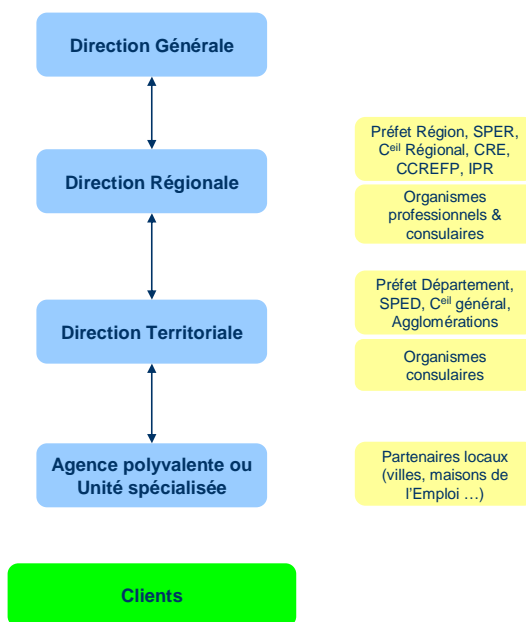 Direction Générale
Préfet Région, SPER,
Cᵉⁱˡ Régional, CRE,
CCREFP, IPR
Direction Régionale
Organismes
professionnels &
consulaires
Préfet Département,
SPED, Cᵉⁱˡ général,
Agglomérations
Direction Territoriale
Organismes
consulaires
Agence polyvalente ou
Unité spécialisée
Partenaires locaux
(villes, maisons de
l'Emploi …)
Clients